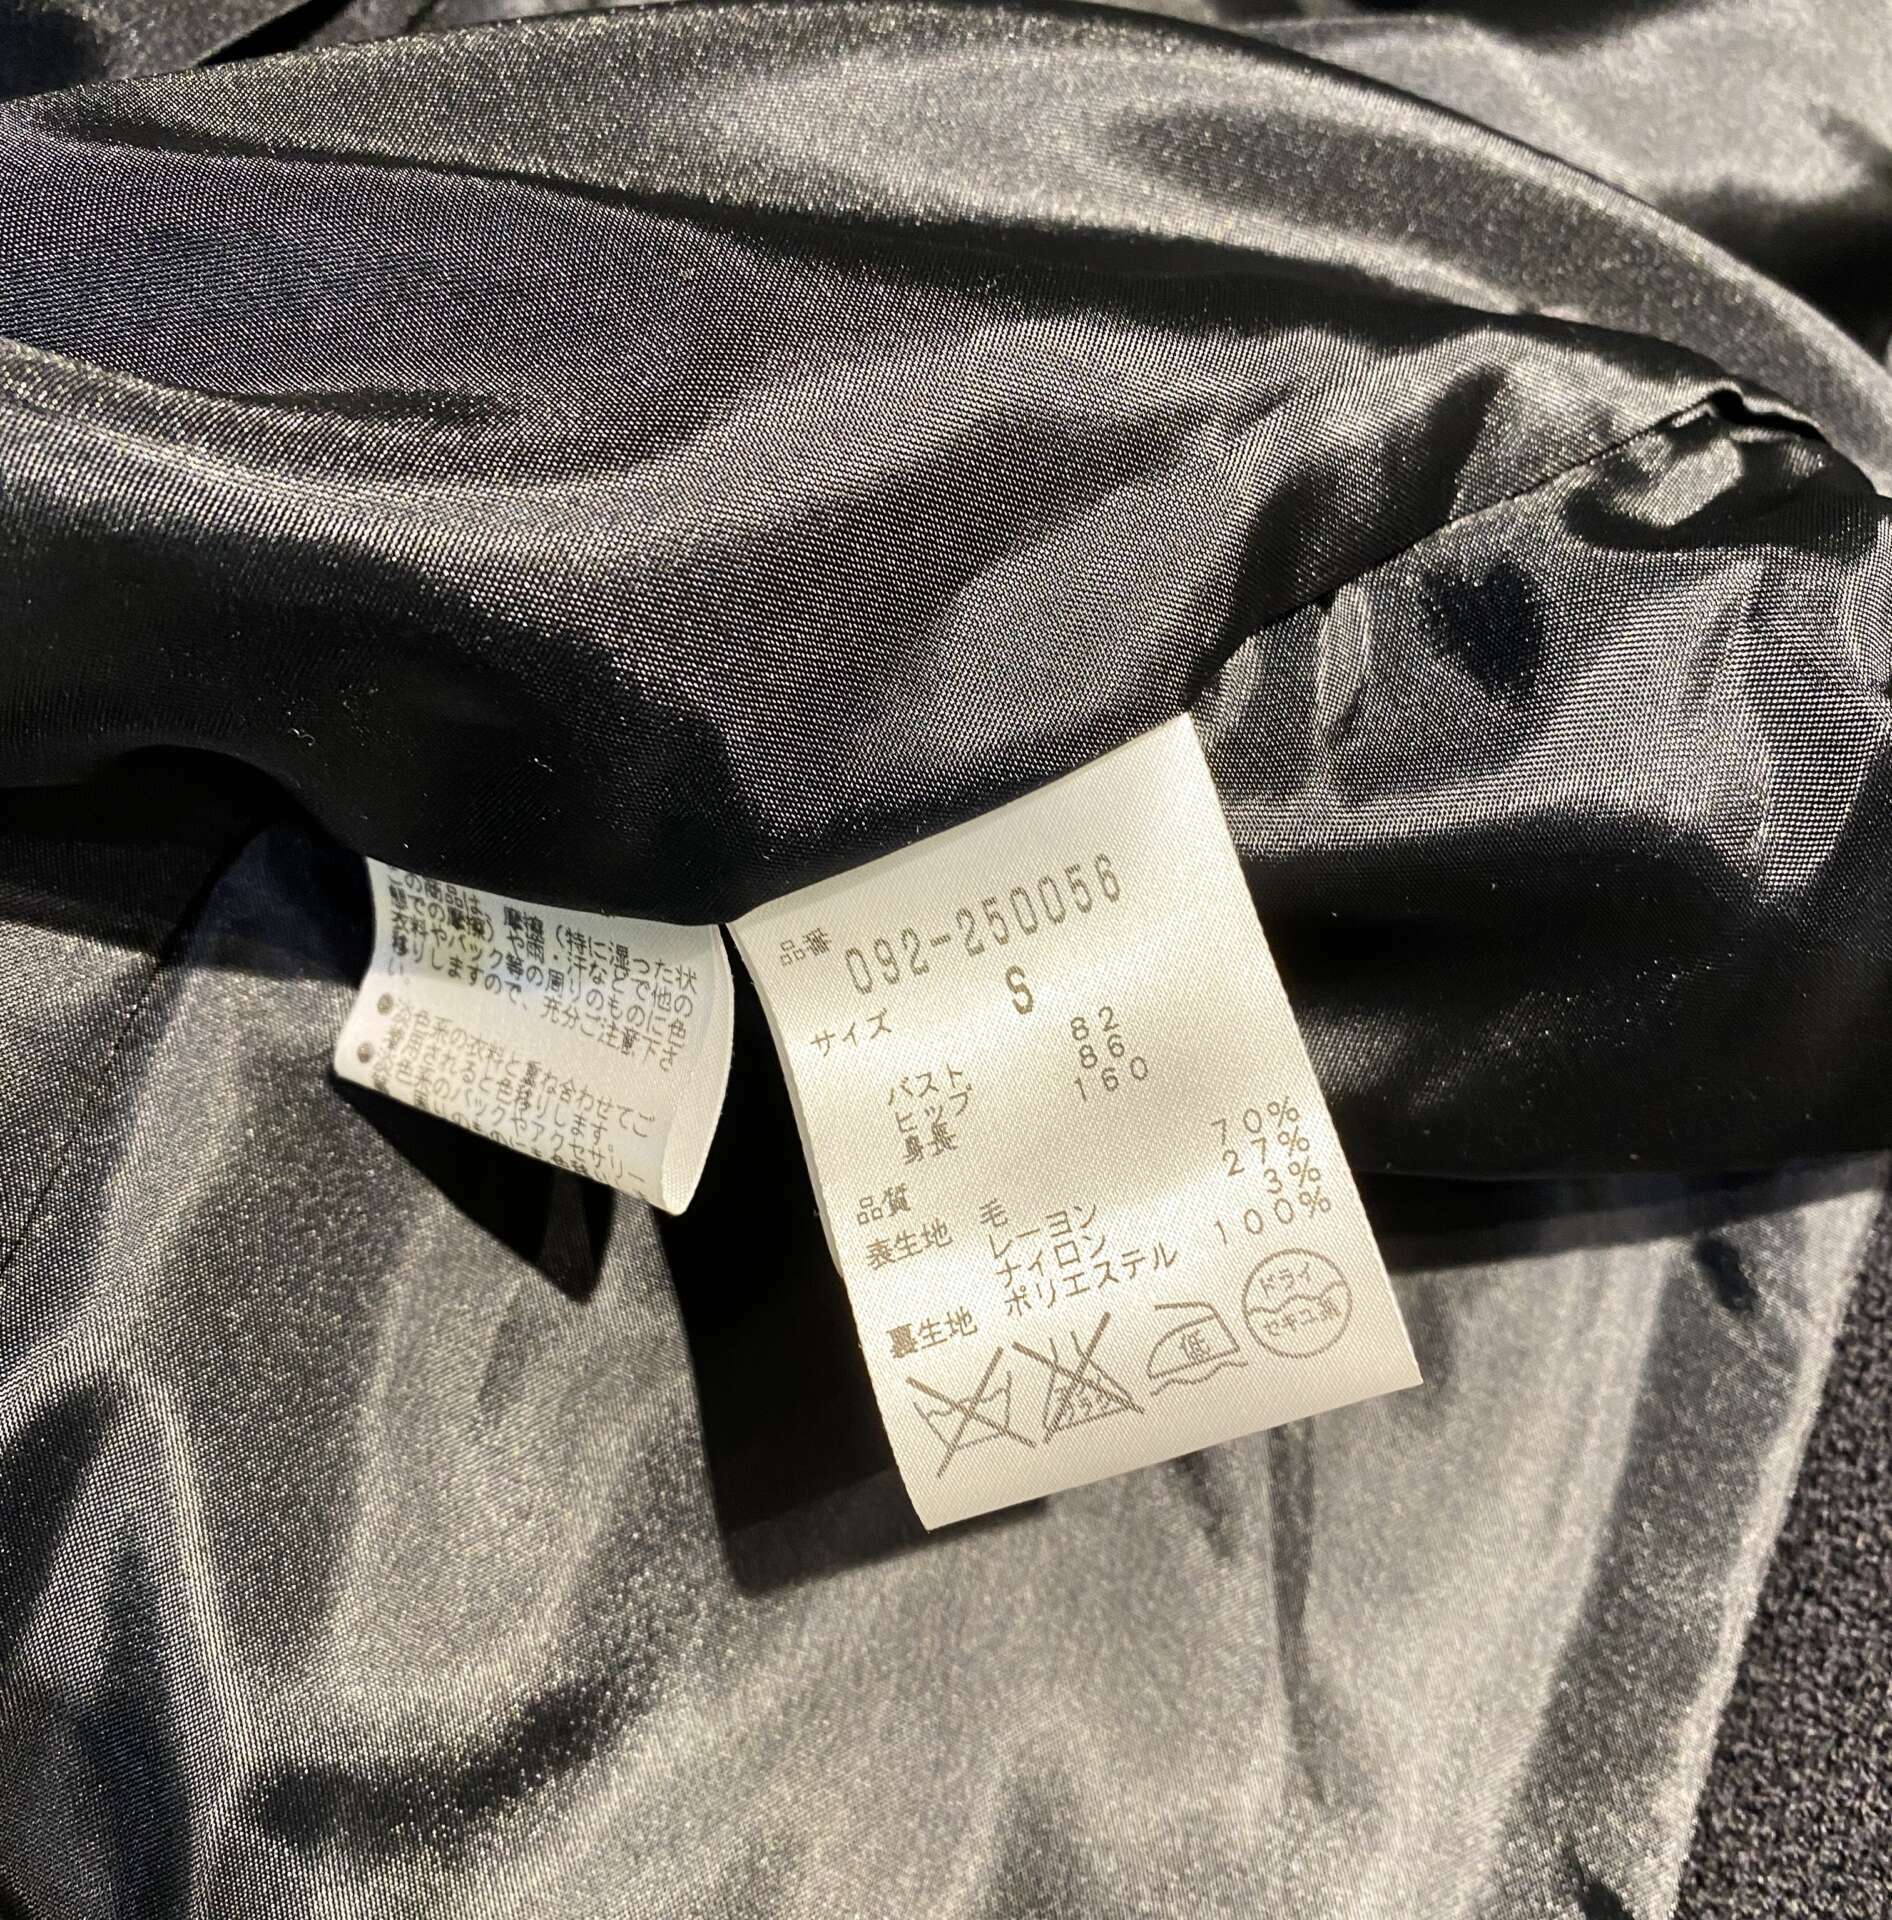 この商品は、摩擦(特に湿った状
態での摩擦)や雨・汗などで他の
衣料やバッグ等の周りのものに色
移りしますので、充分ご注意下さ
い。
●淡色系の衣料と重ね合わせてご
使用されると色移りします。
●
品番 092-250056
サイズ S
バスト 82
ヒップ 86
身長 160
品質
表生地 毛 70%
レーヨン 27%
ナイロン 3%
裏生地 ポリエステル 100%
低
ドライ
セキユ系